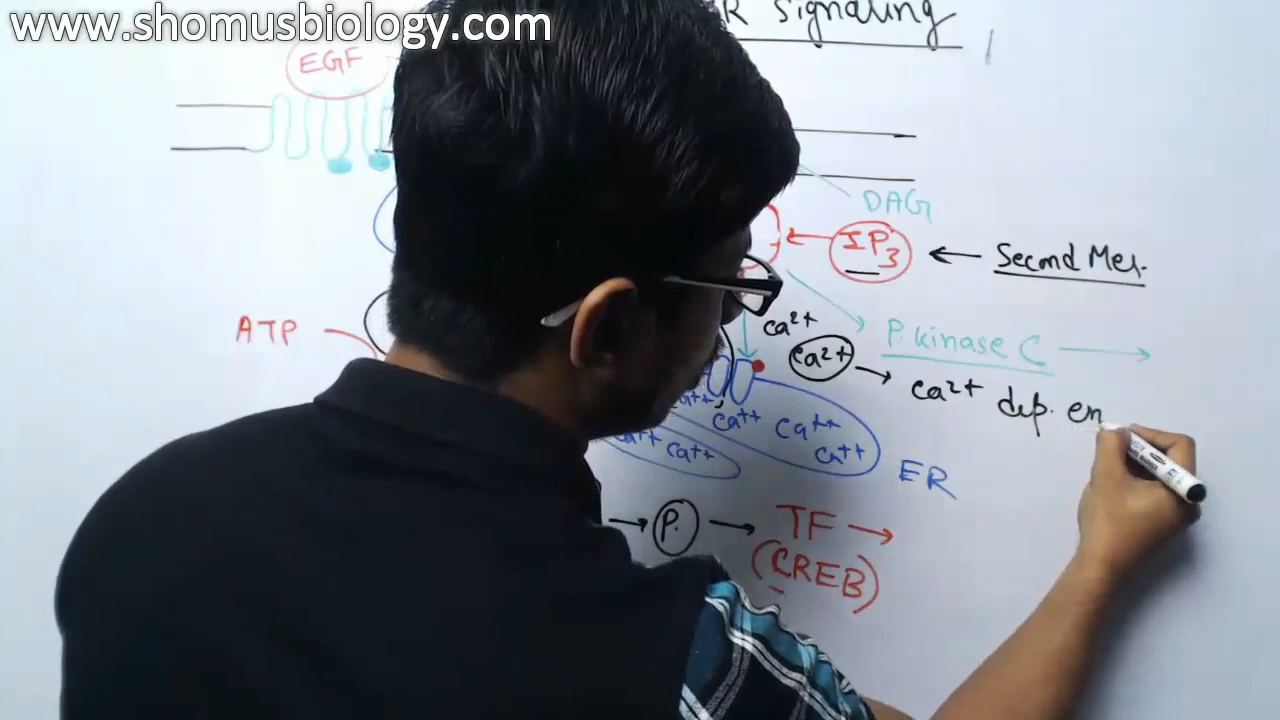 www.shomusbiology.com
R Signaling
EGF
DAG
IP3
Second Mes.
ATP
Ca2+
P. kinase C
Ca2+
Ca2+ dep. en
Ca++
Ca++ Ca++
Ca++ Ca++ Ca++
ER
P.
TF
(CREB)